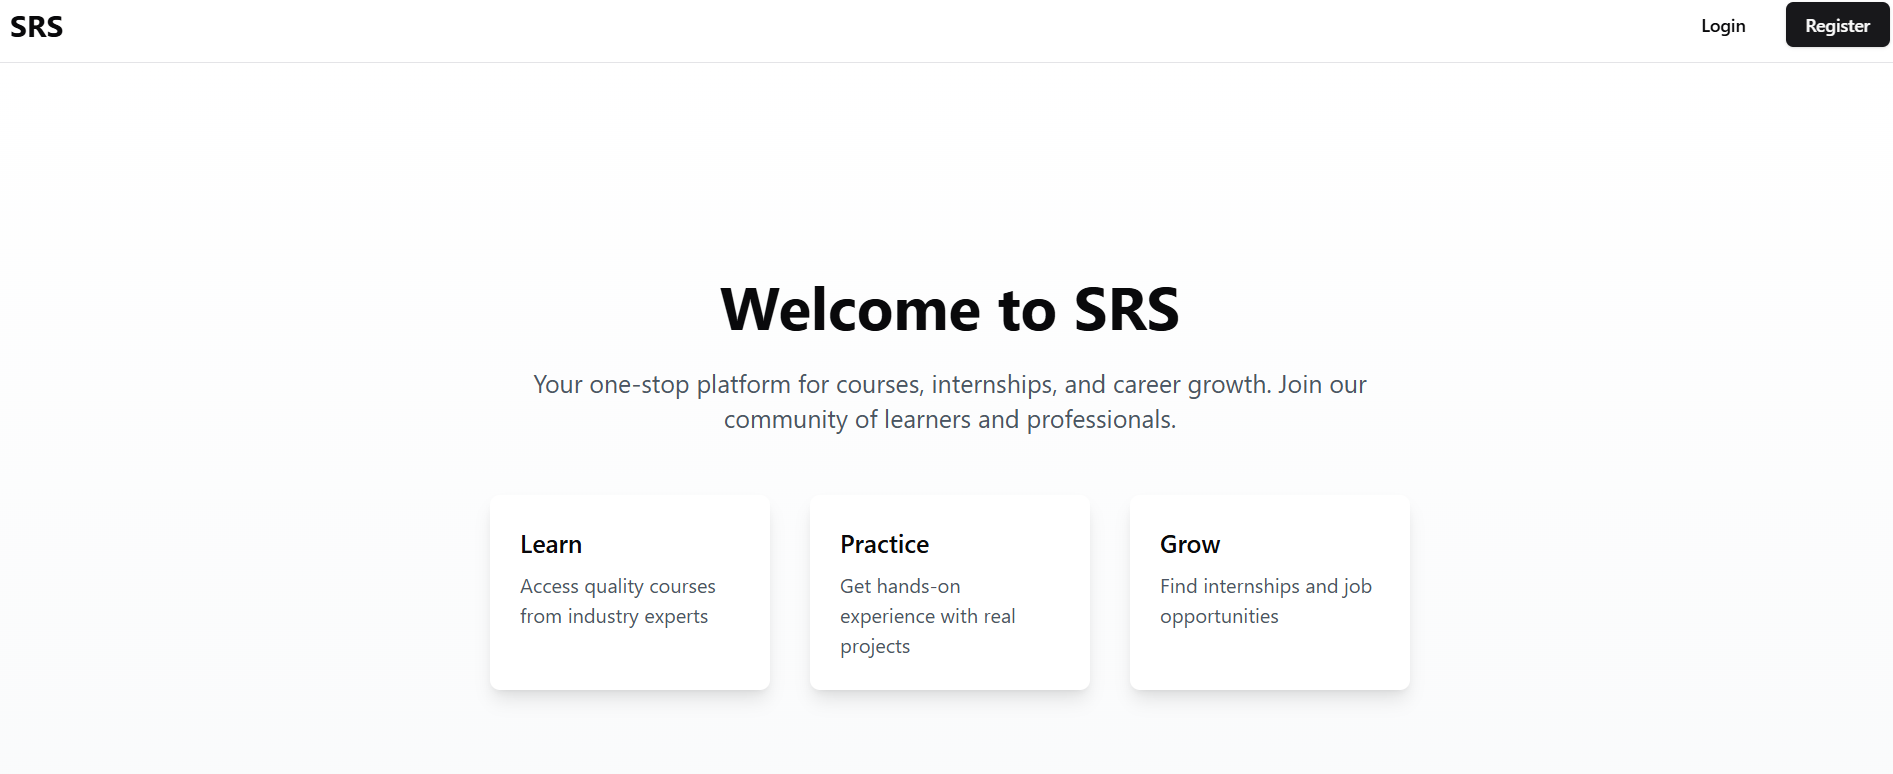 SRS
Login
Register
Welcome to SRS
Your one-stop platform for courses, internships, and career growth. Join our
community of learners and professionals.
Learn
Access quality courses
from industry experts
Practice
Get hands-on
experience with real
projects
Grow
Find internships and job
opportunities